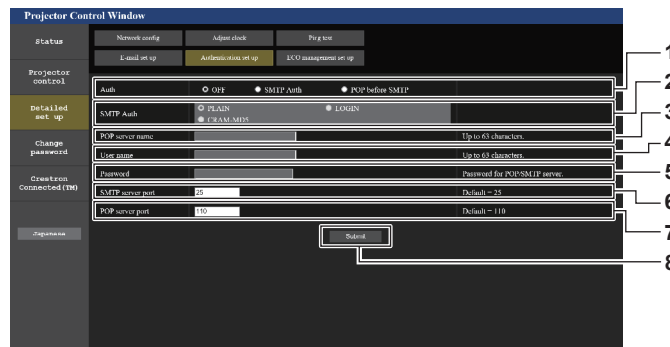 Projector Control Window
Status
Network config Adjust clock Ping test
E-mail set up Authentication set up ECO management set up
Projector control
Detailed set up
Change password
Crestron Connected(TM)
Japanese
Auth OFF SMTP Auth POP before SMTP
SMTP Auth PLAIN LOGIN
CRAM-MD5
POP server name Up to 63 characters.
User name Up to 63 characters.
Password Password for POP/SMTP server.
SMTP server port 25 Default = 25
POP server port 110 Default = 110
Submit
1
2
3
4
5
6
7
8